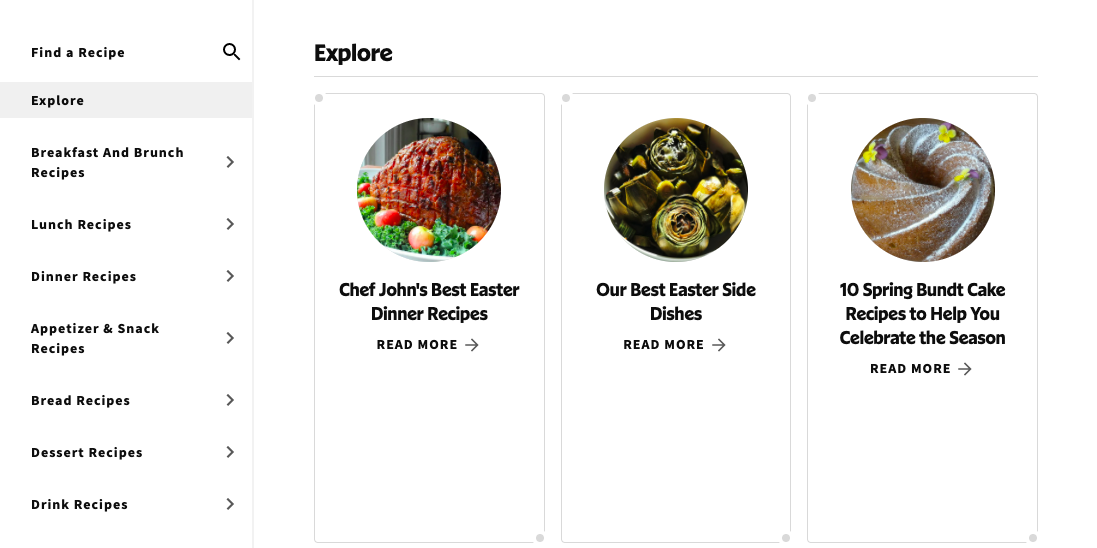 Find a Recipe
Explore
Breakfast And Brunch
Recipes
Lunch Recipes
Dinner Recipes
Appetizer & Snack
Recipes
Bread Recipes
Dessert Recipes
Drink Recipes
Explore
Chef John's Best Easter
Dinner Recipes
READ MORE
Our Best Easter Side
Dishes
READ MORE
10 Spring Bundt Cake
Recipes to Help You
Celebrate the Season
READ MORE